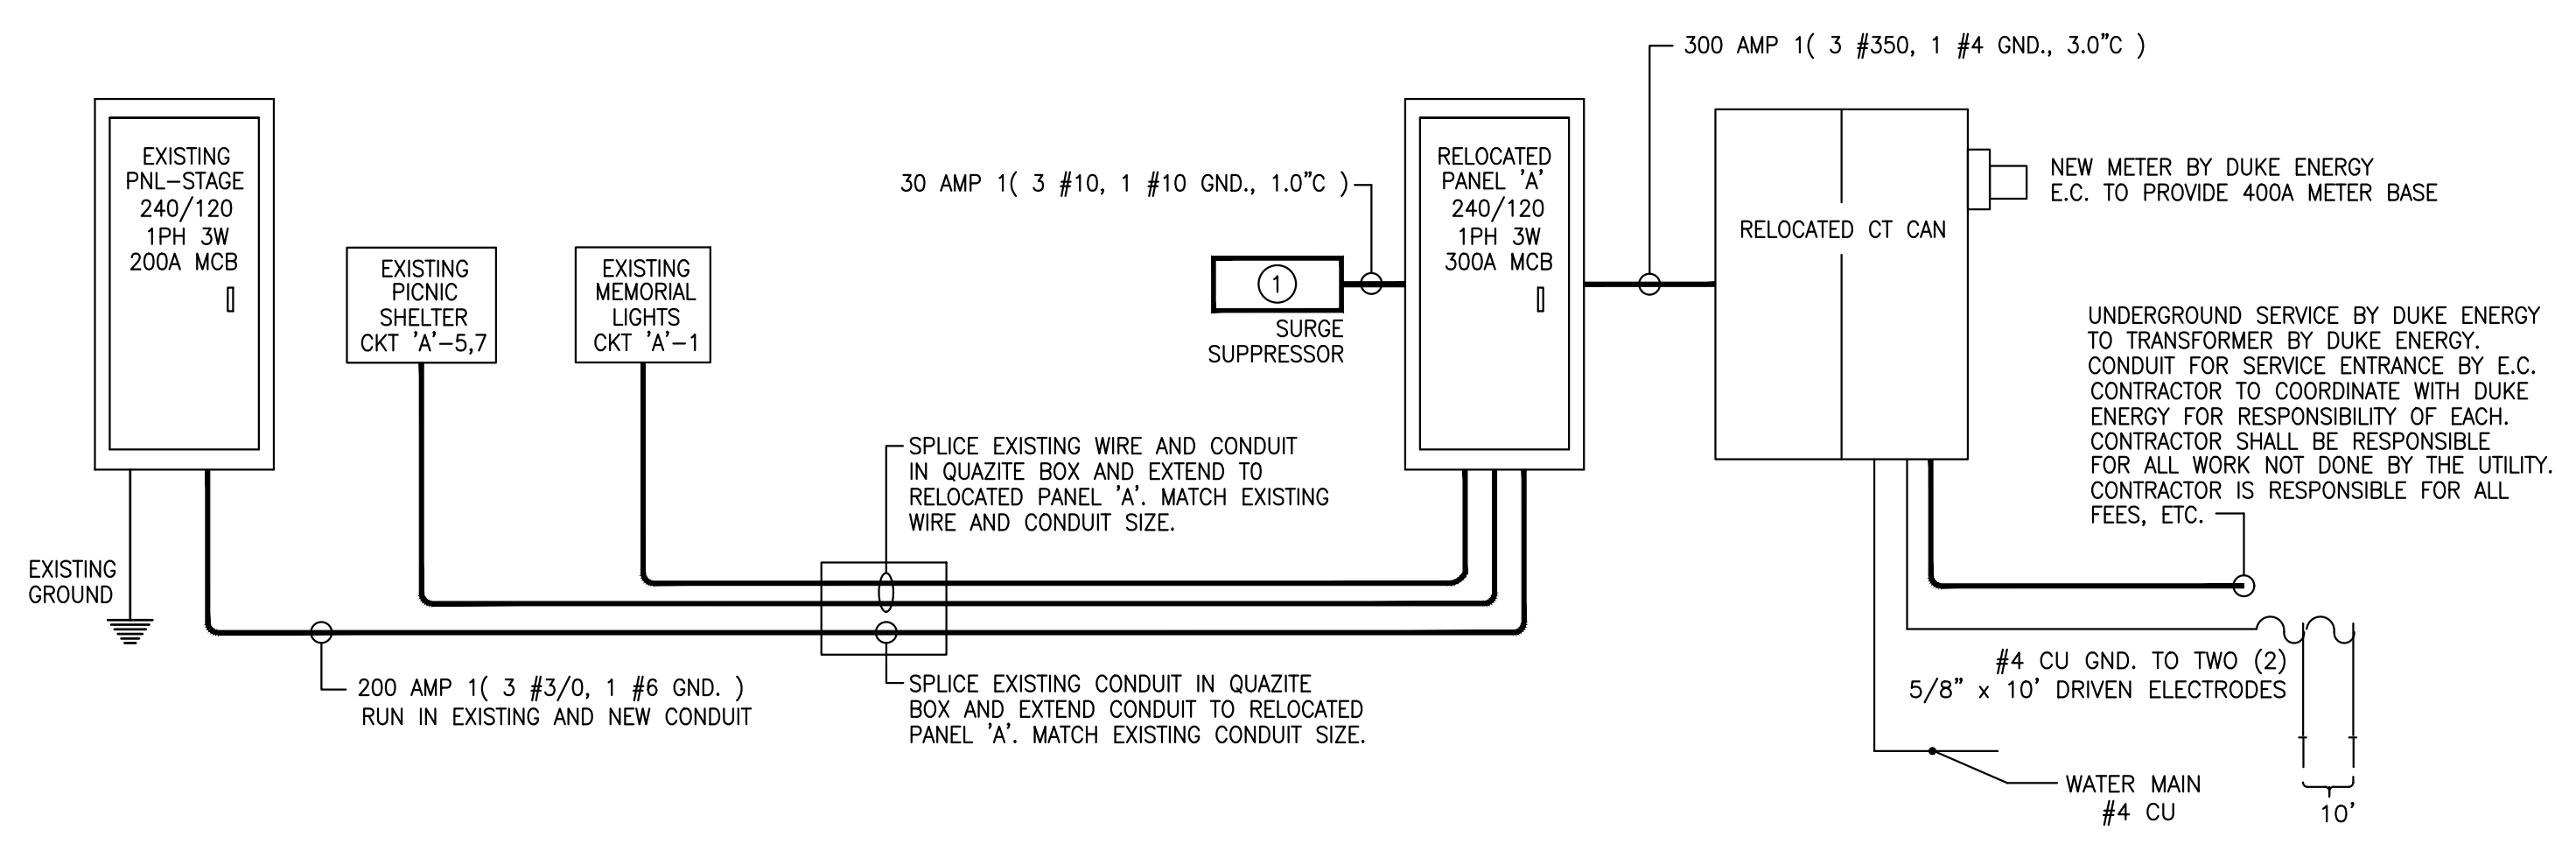 300 AMP 1( 3 #350, 1 #4 GND., 3.0"C )
EXISTING
PNL-STAGE
240/120
1PH 3W
200A MCB
EXISTING
PICNIC
SHELTER
CKT 'A'-5,7
EXISTING
MEMORIAL
LIGHTS
CKT 'A'-1
30 AMP 1( 3 #10, 1 #10 GND., 1.0"C )
1
SURGE
SUPPRESSOR
RELOCATED
PANEL 'A'
240/120
1PH 3W
300A MCB
RELOCATED CT CAN
NEW METER BY DUKE ENERGY
E.C. TO PROVIDE 400A METER BASE
UNDERGROUND SERVICE BY DUKE ENERGY
TO TRANSFORMER BY DUKE ENERGY.
CONDUIT FOR SERVICE ENTRANCE BY E.C.
CONTRACTOR TO COORDINATE WITH DUKE
ENERGY FOR RESPONSIBILITY OF EACH.
CONTRACTOR SHALL BE RESPONSIBLE
FOR ALL WORK NOT DONE BY THE UTILITY.
CONTRACTOR IS RESPONSIBLE FOR ALL
FEES, ETC.
SPLICE EXISTING WIRE AND CONDUIT
IN QUAZITE BOX AND EXTEND TO
RELOCATED PANEL 'A'. MATCH EXISTING
WIRE AND CONDUIT SIZE.
EXISTING
GROUND
200 AMP 1( 3 #3/0, 1 #6 GND. )
RUN IN EXISTING AND NEW CONDUIT
SPLICE EXISTING CONDUIT IN QUAZITE
BOX AND EXTEND CONDUIT TO RELOCATED
PANEL 'A'. MATCH EXISTING CONDUIT SIZE.
#4 CU GND. TO TWO (2)
5/8" x 10' DRIVEN ELECTRODES
WATER MAIN
#4 CU
10'